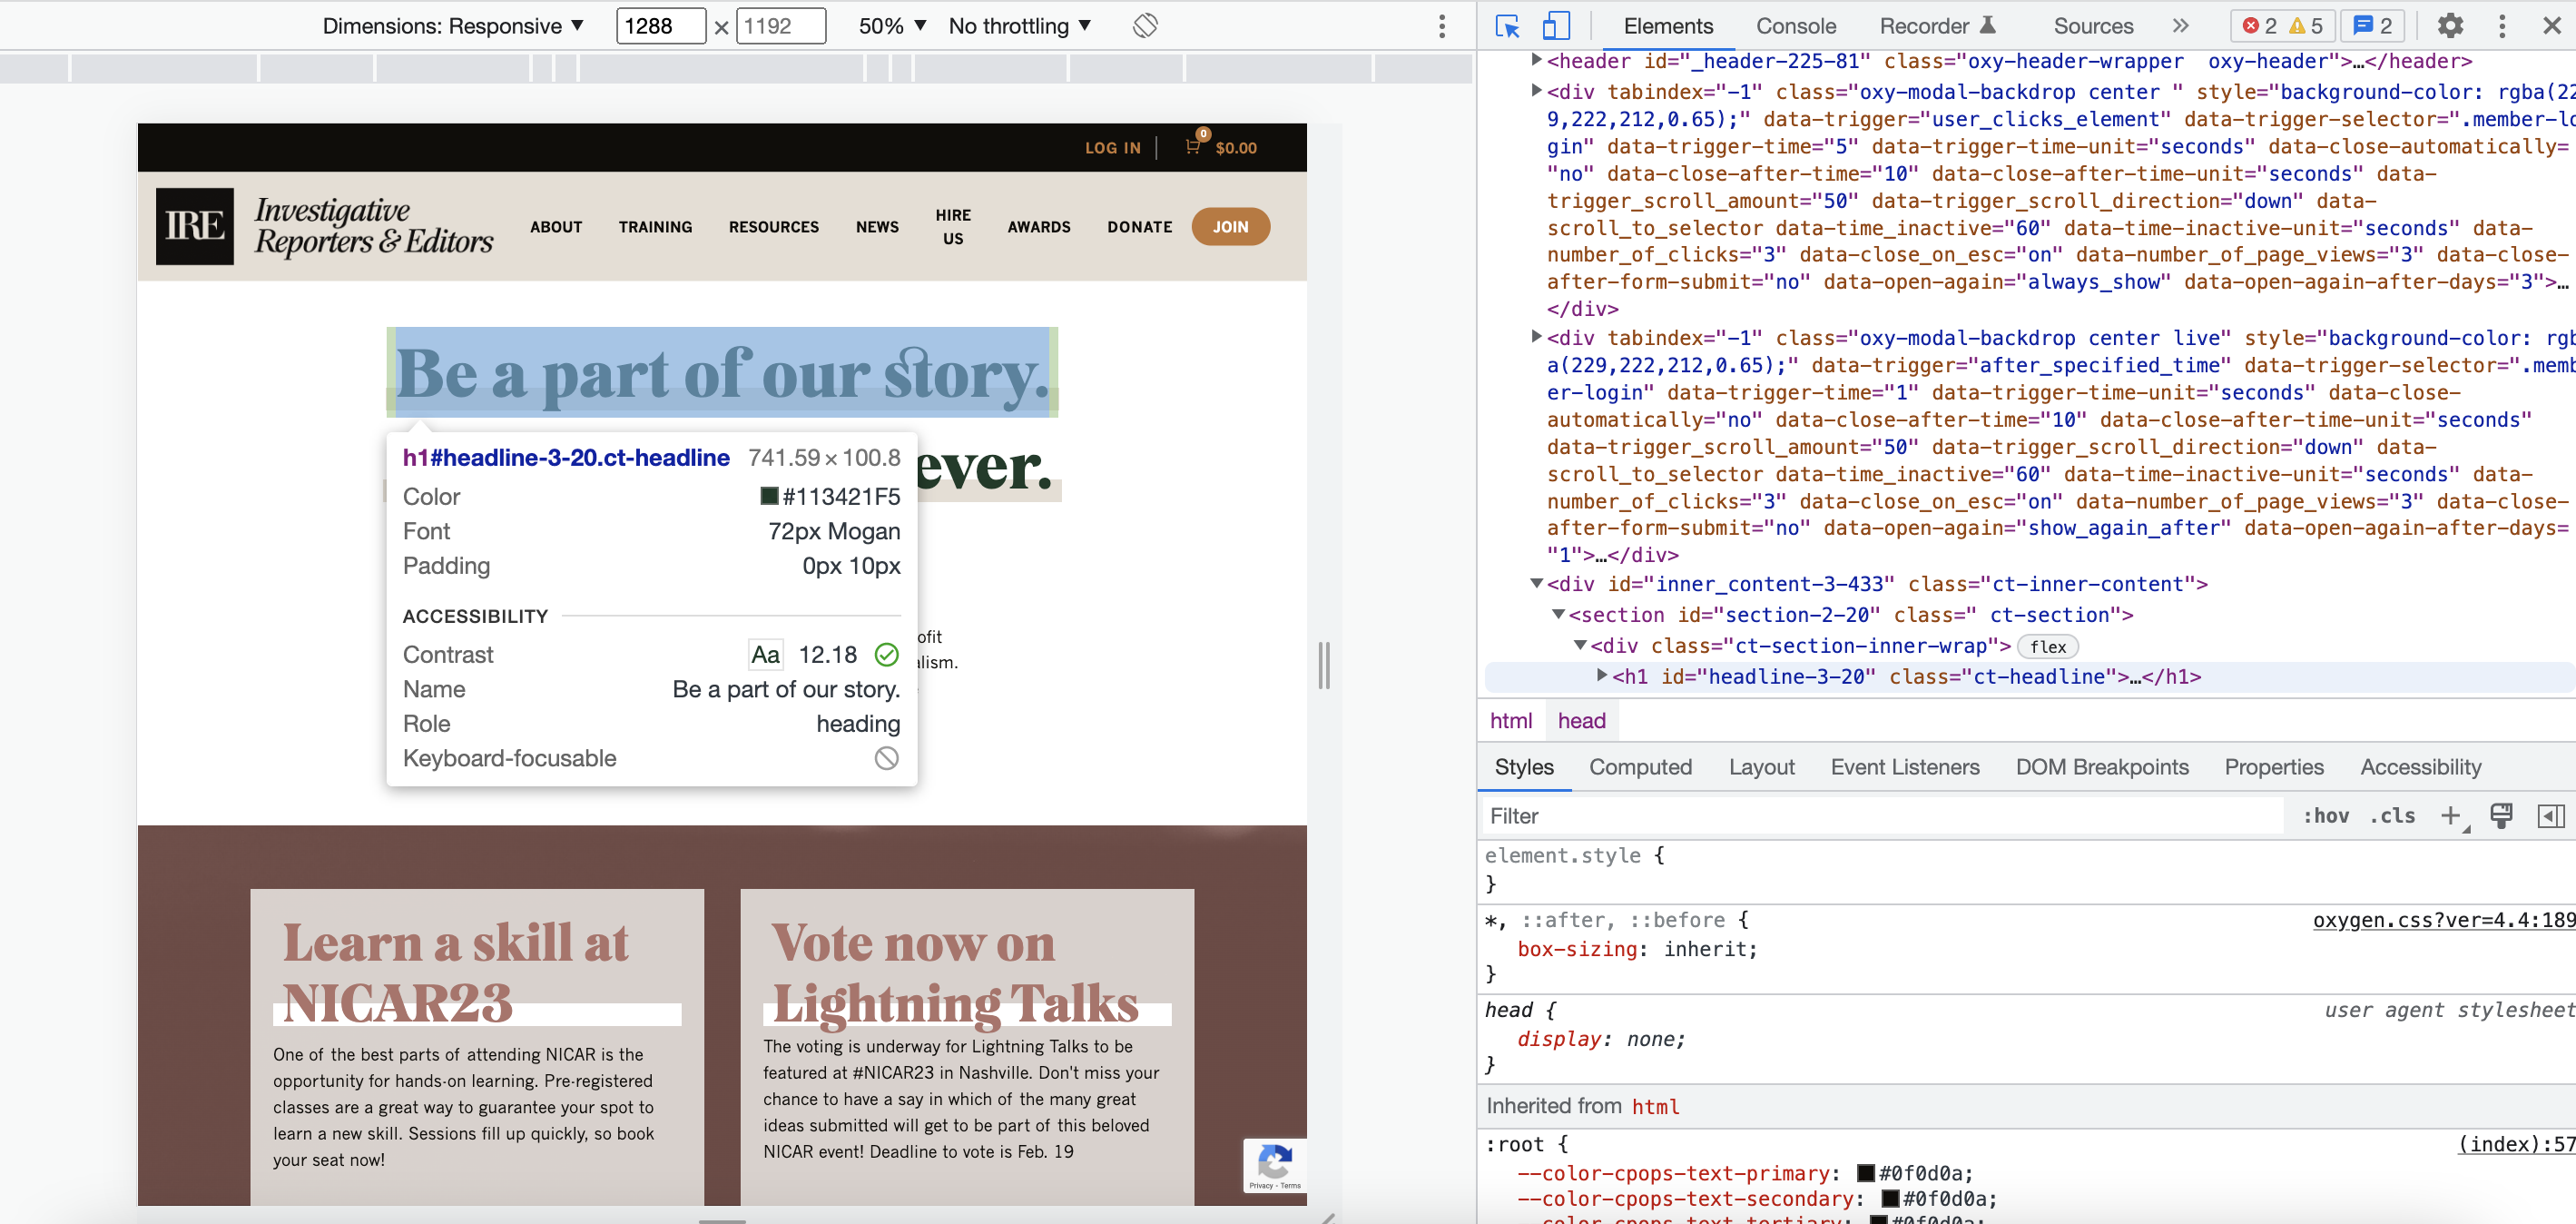 Dimensions: Responsive ▼ 1288 × 1192 50% ▼ No throttling ▼
LOG IN 0 $0.00
IRE Investigative
Reporters & Editors
ABOUT TRAINING RESOURCES NEWS HIRE
US AWARDS DONATE JOIN
Be a part of our story.
ever.
h1#headline-3-20.ct-headline 741.59 × 100.8
Color #113421F5
Font 72px Mogan
Padding 0px 10px
ACCESSIBILITY
Contrast Aa 12.18
Name Be a part of our story.
Role heading
Keyboard-focusable
ofit
alism.
Learn a skill at
NICAR23
One of the best parts of attending NICAR is the
opportunity for hands-on learning. Pre-registered
classes are a great way to guarantee your spot to
learn a new skill. Sessions fill up quickly, so book
your seat now!
Vote now on
Lightning Talks
The voting is underway for Lightning Talks to be
featured at #NICAR23 in Nashville. Don't miss your
chance to have a say in which of the many great
ideas submitted will get to be part of this beloved
NICAR event! Deadline to vote is Feb. 19
Privacy - Terms
Elements Console Recorder Sources » 2 5 2
<header id="_header-225-81" class="oxy-header-wrapper  oxy-header">…</header>
<div tabindex="-1" class="oxy-modal-backdrop center " style="background-color: rgba(22
9,222,212,0.65);" data-trigger="user_clicks_element" data-trigger-selector=".member-lo
gin" data-trigger-time="5" data-trigger-time-unit="seconds" data-close-automatically=
"no" data-close-after-time="10" data-close-after-time-unit="seconds" data-
trigger_scroll_amount="50" data-trigger_scroll_direction="down" data-
scroll_to_selector data-time_inactive="60" data-time-inactive-unit="seconds" data-
number_of_clicks="3" data-close_on_esc="on" data-number_of_page_views="3" data-close-
after-form-submit="no" data-open-again="always_show" data-open-again-after-days="3">…
</div>
<div tabindex="-1" class="oxy-modal-backdrop center live" style="background-color: rgb
a(229,222,212,0.65);" data-trigger="after_specified_time" data-trigger-selector=".memb
er-login" data-trigger-time="1" data-trigger-time-unit="seconds" data-close-
automatically="no" data-close-after-time="10" data-close-after-time-unit="seconds"
data-trigger_scroll_amount="50" data-trigger_scroll_direction="down" data-
scroll_to_selector data-time_inactive="60" data-time-inactive-unit="seconds" data-
number_of_clicks="3" data-close_on_esc="on" data-number_of_page_views="3" data-close-
after-form-submit="no" data-open-again="show_again_after" data-open-again-after-days=
"1">…</div>
<div id="inner_content-3-433" class="ct-inner-content">
<section id="section-2-20" class=" ct-section">
<div class="ct-section-inner-wrap"> flex
<h1 id="headline-3-20" class="ct-headline">…</h1>
html head
Styles Computed Layout Event Listeners DOM Breakpoints Properties Accessibility
Filter :hov .cls +
element.style {
}
*, ::after, ::before { oxygen.css?ver=4.4:189
box-sizing: inherit;
}
head { user agent stylesheet
display: none;
}
Inherited from html
:root { (index):57
--color-cpops-text-primary: #0f0d0a;
--color-cpops-text-secondary: #0f0d0a;
--color-cpops-text-tertiary: #0f0d0a;